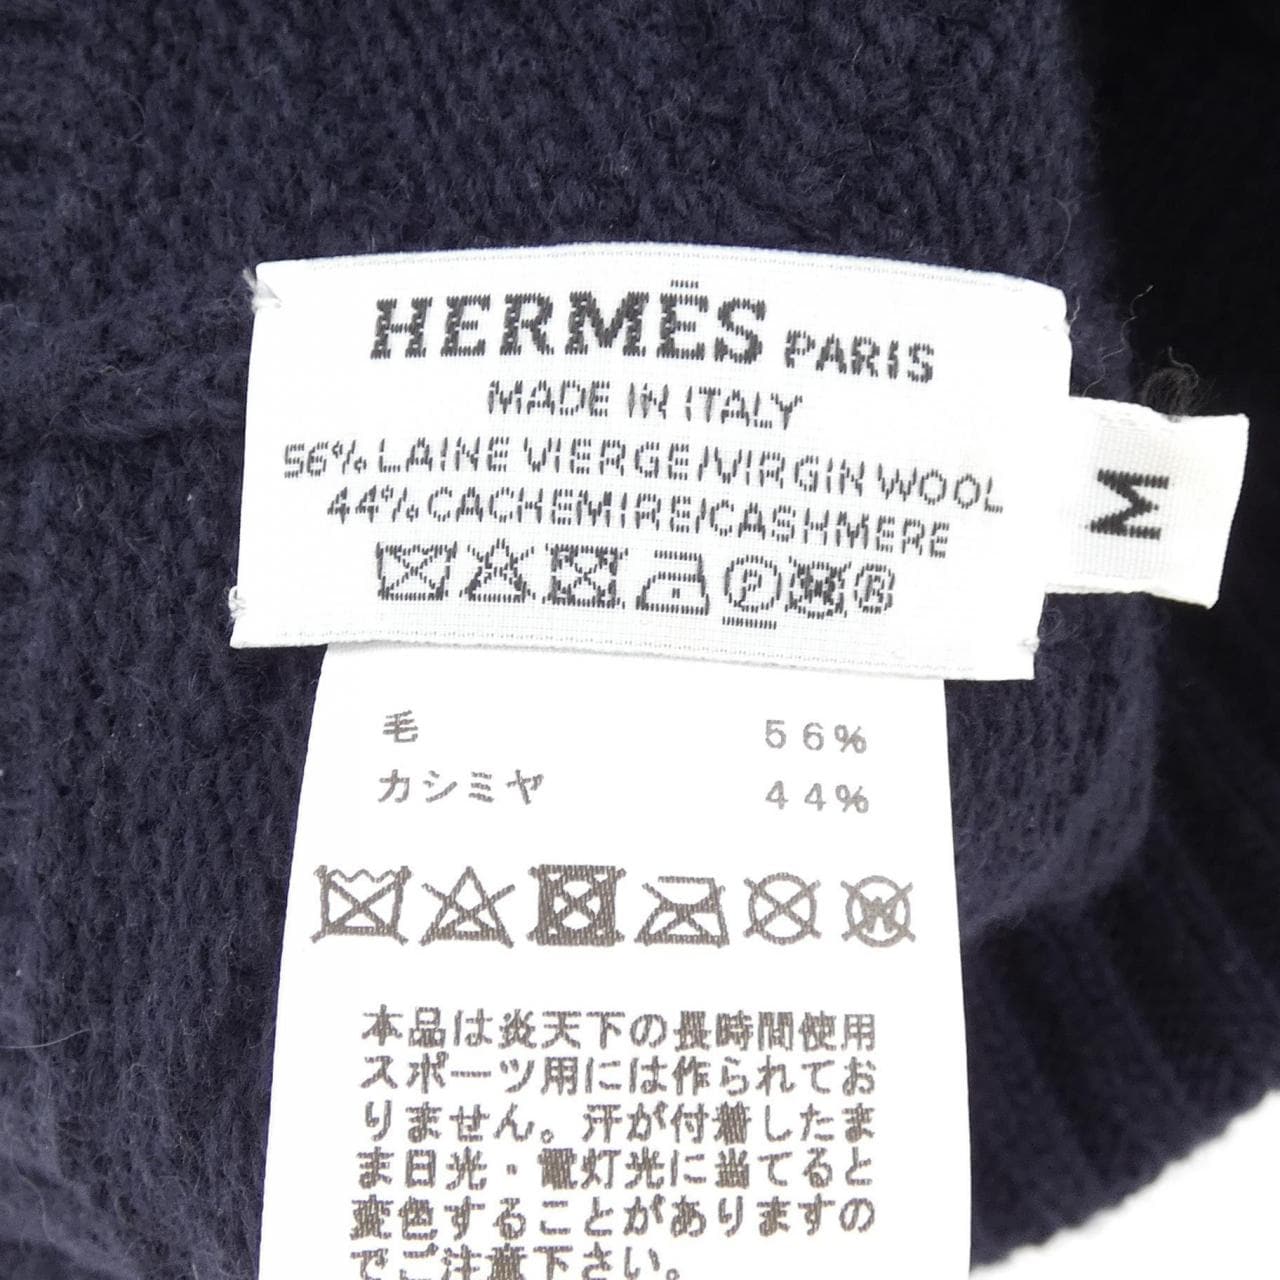 HERMĒS PARIS
MADE IN ITALY
56% LAINE VIERGE/VIRGIN WOOL
44% CACHEMIRE/CASHMERE
P W R
M
毛 56%
カシミヤ 44%
W
本品は炎天下の長時間使用
スポーツ用には作られてお
りません。汗が付着したま
ま日光・電灯光に当てると
変色することがありますの
でご注意下さい。